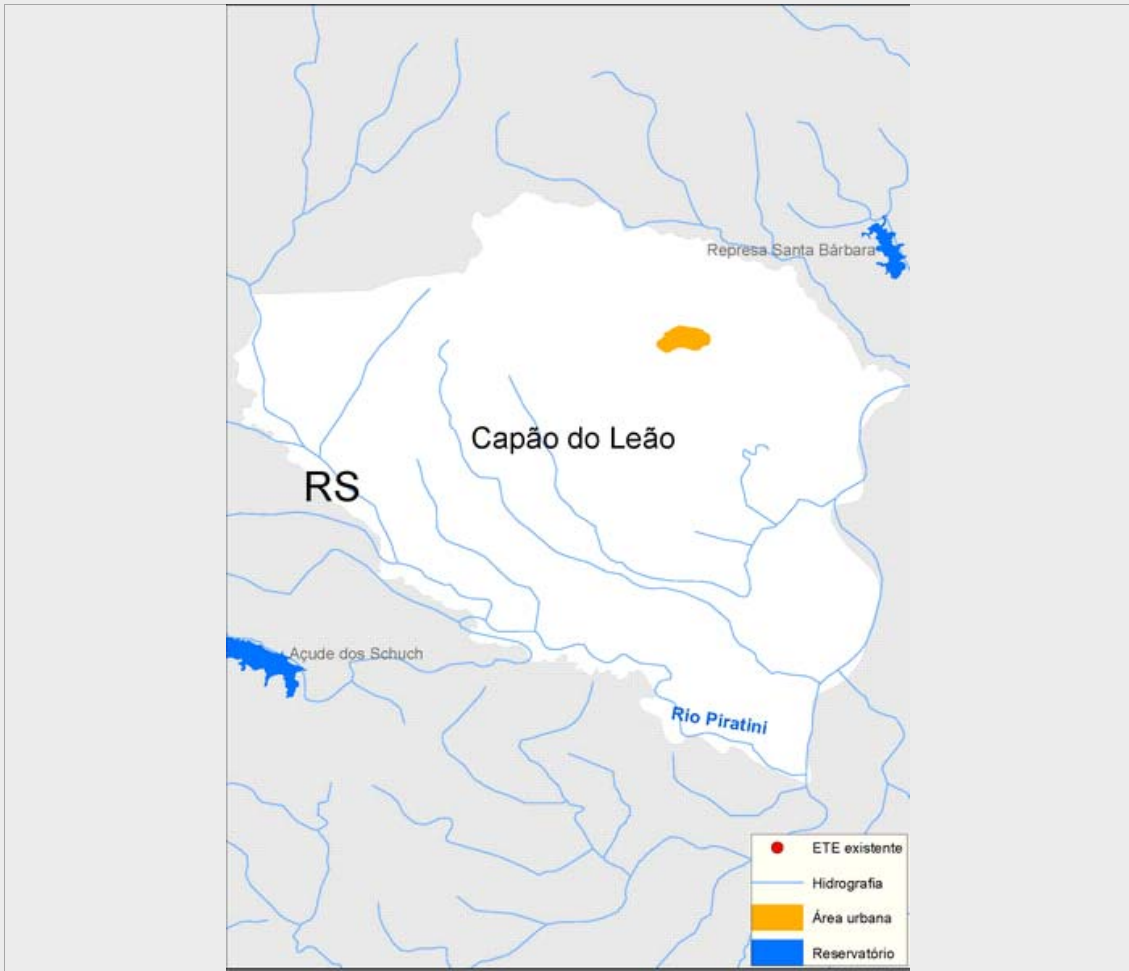 Represa Santa Bárbara
Capão do Leão
RS
Açude dos Schuch
Rio Piratini
ETE existente
Hidrografia
Área urbana
Reservatório